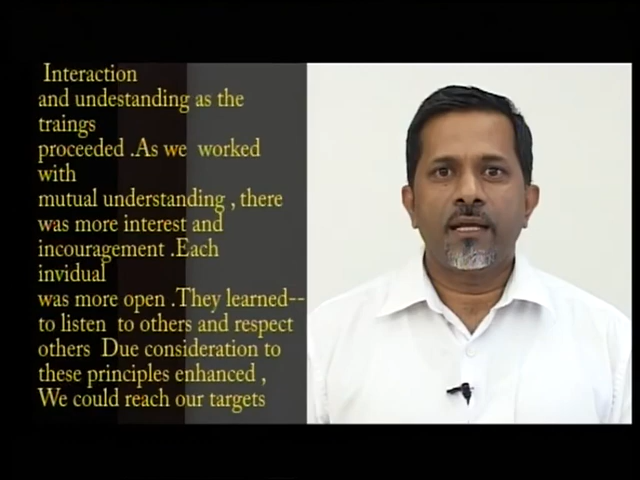 Interaction
and undestanding as the
traings
proceeded .As we worked
with
mutual understanding , there
was more interest and
incouragement .Each
invidual
was more open .They learned--
to listen to others and respect
others Due consideration to
these principles enhanced ,
We could reach our targets